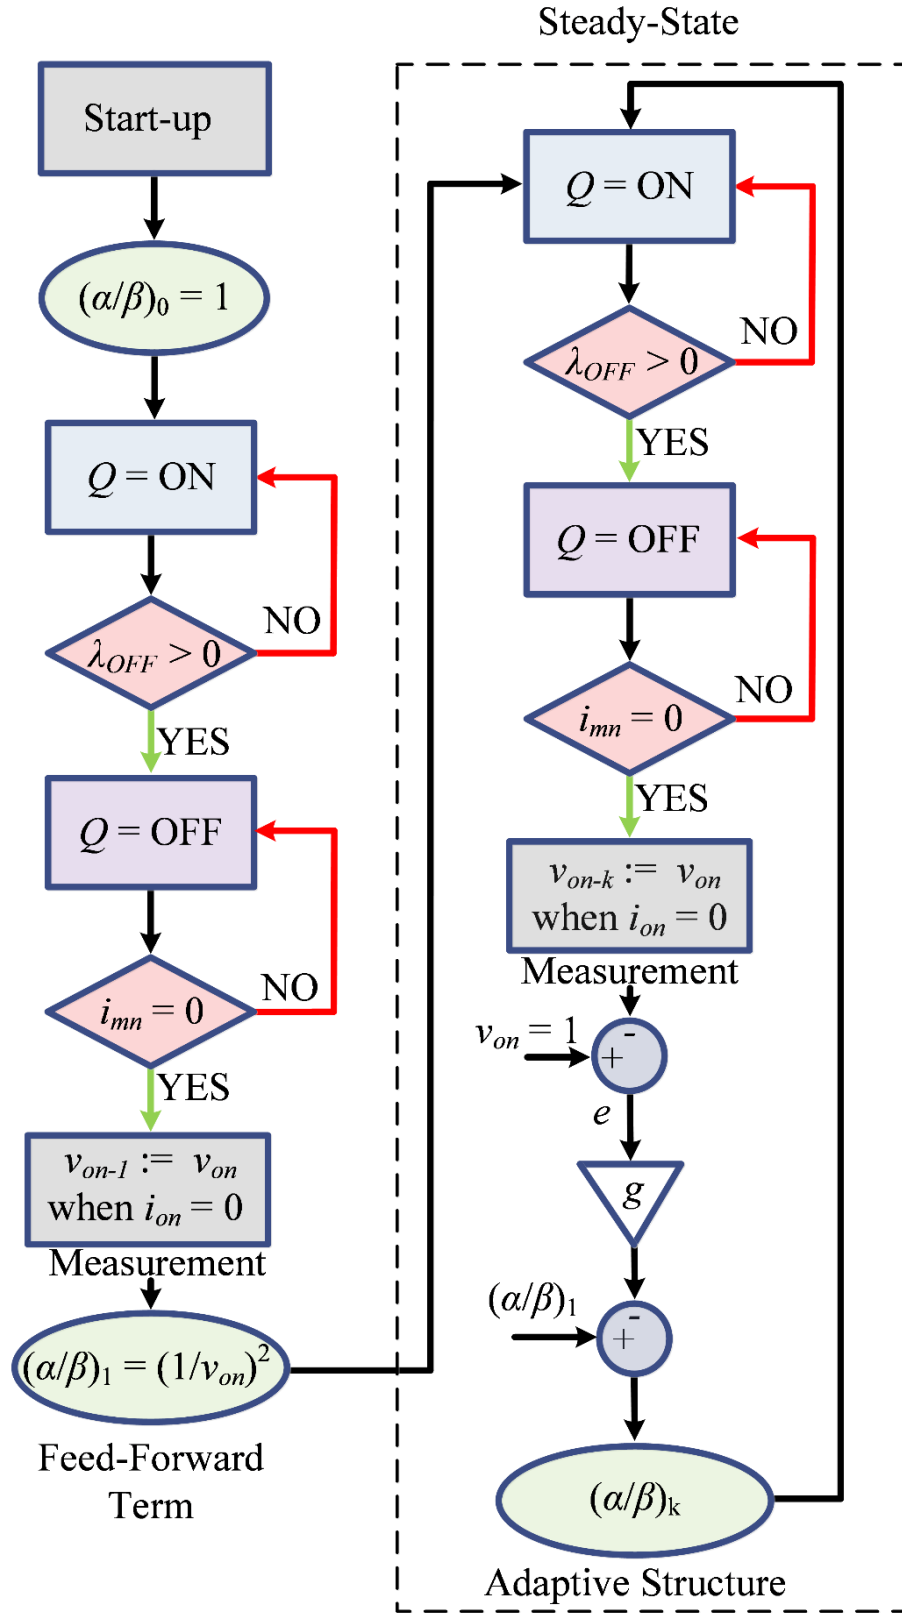 Start-up
(α/β)₀ = 1
Q = ON
λOFF > 0
NO
YES
Q = OFF
imn = 0
NO
YES
von-1 := von
when ion = 0
Measurement
(α/β)₁ = (1/von)²
Feed-Forward
Term
Steady-State
Q = ON
λOFF > 0
NO
YES
Q = OFF
imn = 0
NO
YES
von-k := von
when ion = 0
Measurement
von = 1
+
-
e
g
(α/β)₁
+
-
(α/β)k
Adaptive Structure